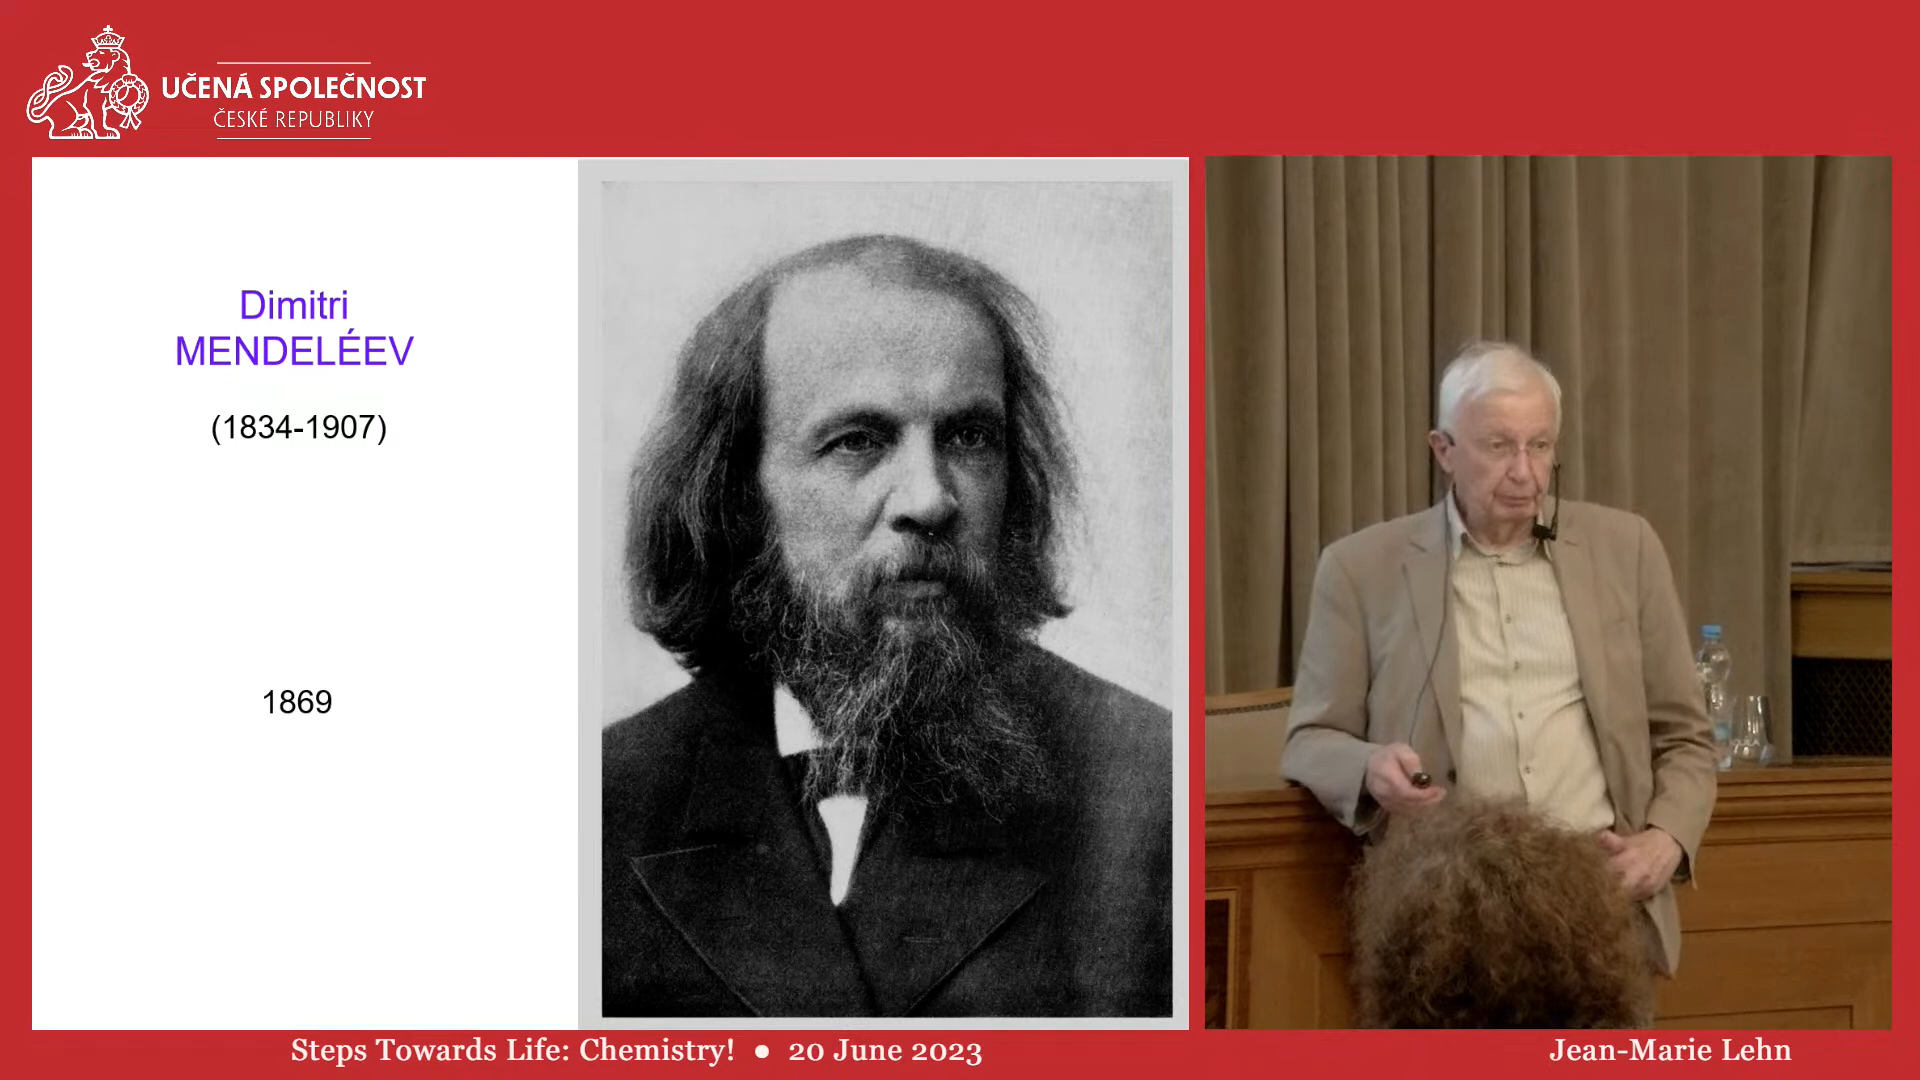 UČENÁ SPOLEČNOST
ČESKÉ REPUBLIKY
Dimitri
MENDELÉEV
(1834-1907)
1869
Steps Towards Life: Chemistry! ● 20 June 2023
Jean-Marie Lehn